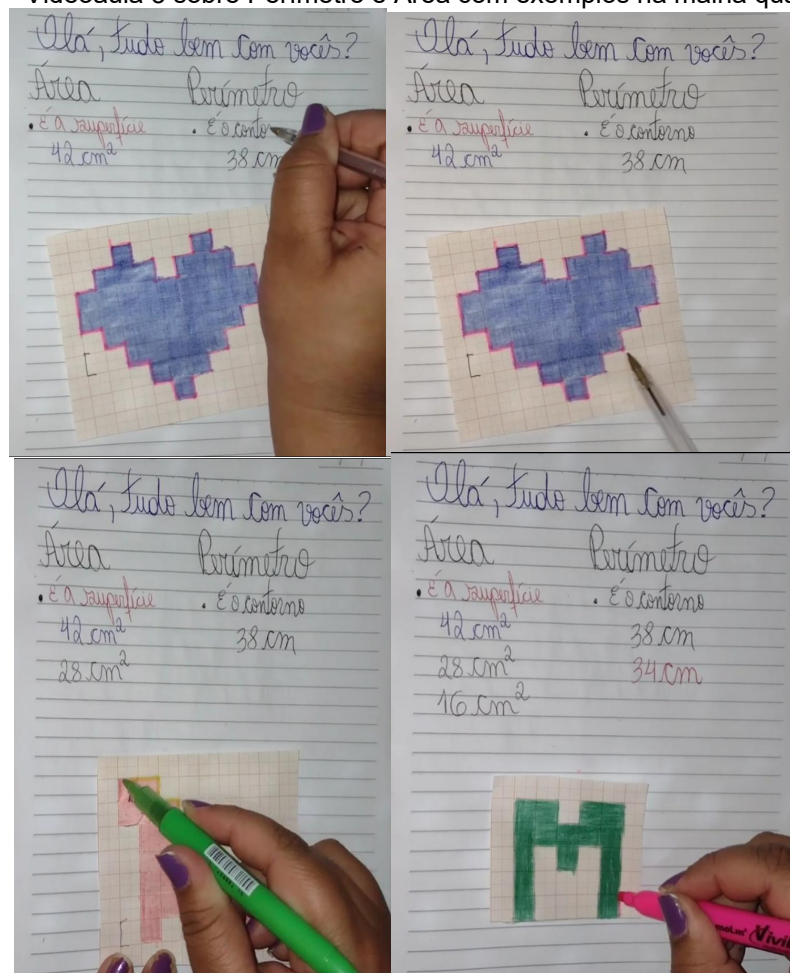 Videoaula 6 sobre Perímetro e Área com exemplos na malha qua
Olá, tudo bem com vocês?
Área Perímetro
• É a superfície . É o conto
42 cm² 38 cm
Olá, tudo bem com vocês?
Área Perímetro
• É a superfície . É o contorno
42 cm² 38 cm
Olá, tudo bem com vocês?
Área Perímetro
• É a superfície . É o contorno
42 cm² 38 cm
28 cm²
Olá, tudo bem com vocês?
Área Perímetro
• É a superfície . É o contorno
42 cm² 38 cm
28 cm² 34 cm
16 cm²